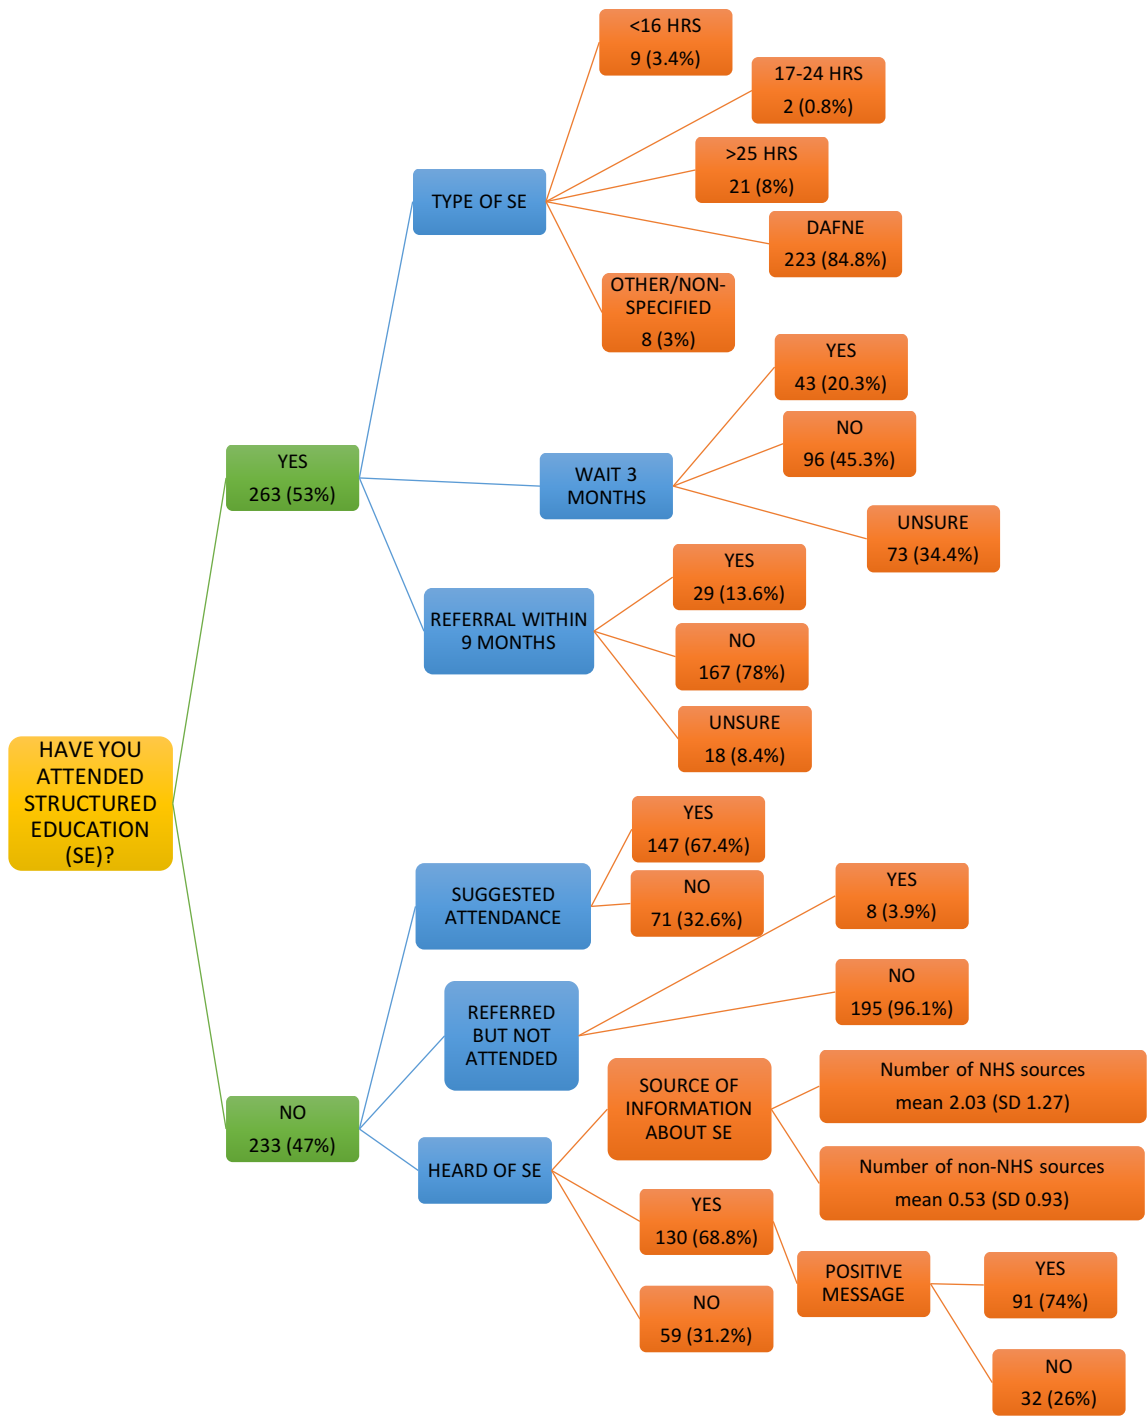 HAVE YOU
ATTENDED
STRUCTURED
EDUCATION
(SE)?
YES
263 (53%)
TYPE OF SE
<16 HRS
9 (3.4%)
17-24 HRS
2 (0.8%)
>25 HRS
21 (8%)
DAFNE
223 (84.8%)
OTHER/NON-
SPECIFIED
8 (3%)
WAIT 3
MONTHS
YES
43 (20.3%)
NO
96 (45.3%)
UNSURE
73 (34.4%)
REFERRAL WITHIN
9 MONTHS
YES
29 (13.6%)
NO
167 (78%)
UNSURE
18 (8.4%)
NO
233 (47%)
SUGGESTED
ATTENDANCE
YES
147 (67.4%)
NO
71 (32.6%)
REFERRED
BUT NOT
ATTENDED
YES
8 (3.9%)
NO
195 (96.1%)
HEARD OF SE
SOURCE OF
INFORMATION
ABOUT SE
Number of NHS sources
mean 2.03 (SD 1.27)
Number of non-NHS sources
mean 0.53 (SD 0.93)
YES
130 (68.8%)
POSITIVE
MESSAGE
YES
91 (74%)
NO
32 (26%)
NO
59 (31.2%)